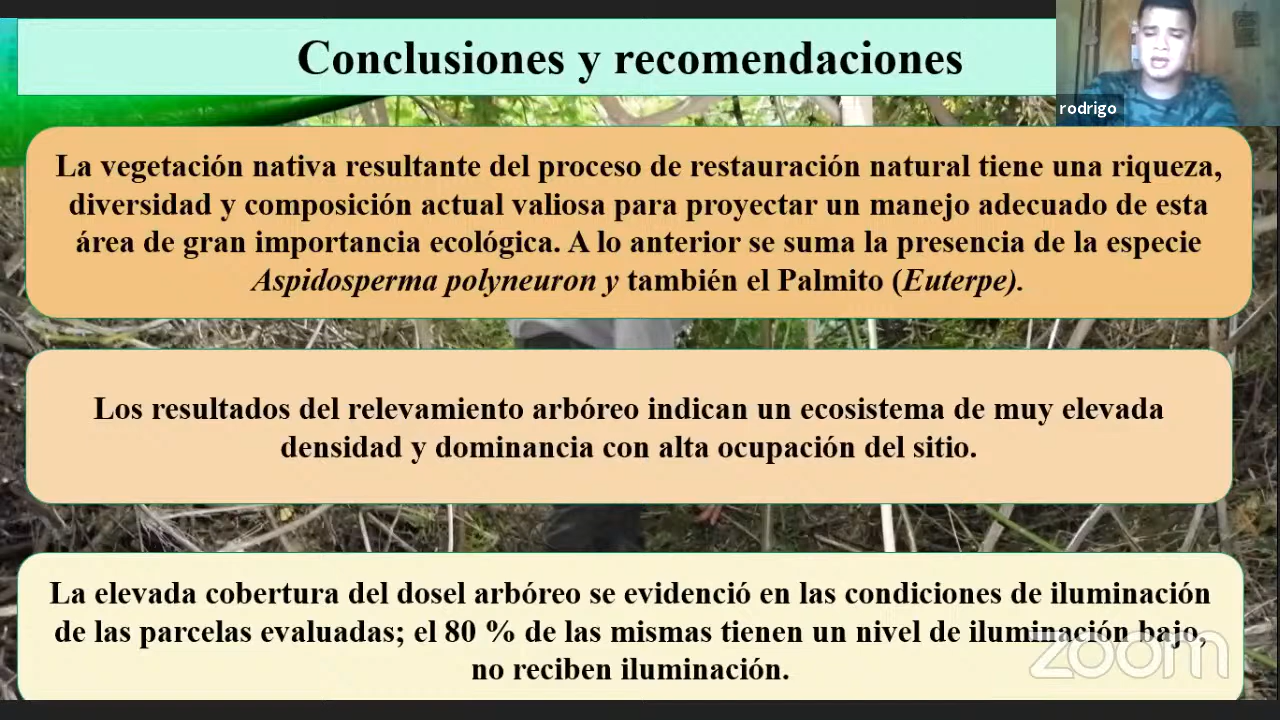 Conclusiones y recomendaciones
rodrigo
La vegetación nativa resultante del proceso de restauración natural tiene una riqueza,
diversidad y composición actual valiosa para proyectar un manejo adecuado de esta
área de gran importancia ecológica. A lo anterior se suma la presencia de la especie
Aspidosperma polyneuron y también el Palmito (Euterpe).
Los resultados del relevamiento arbóreo indican un ecosistema de muy elevada
densidad y dominancia con alta ocupación del sitio.
La elevada cobertura del dosel arbóreo se evidenció en las condiciones de iluminación
de las parcelas evaluadas; el 80 % de las mismas tienen un nivel de iluminación bajo,
no reciben iluminación.
zoom